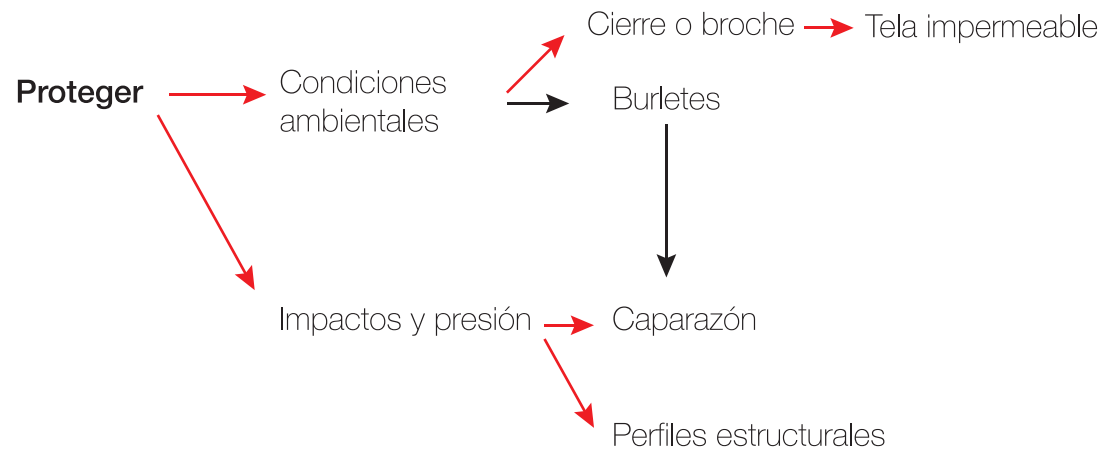 Cierre o broche
Tela impermeable
Proteger
Condiciones
ambientales
Burletes
Impactos y presión
Caparazón
Perfiles estructurales